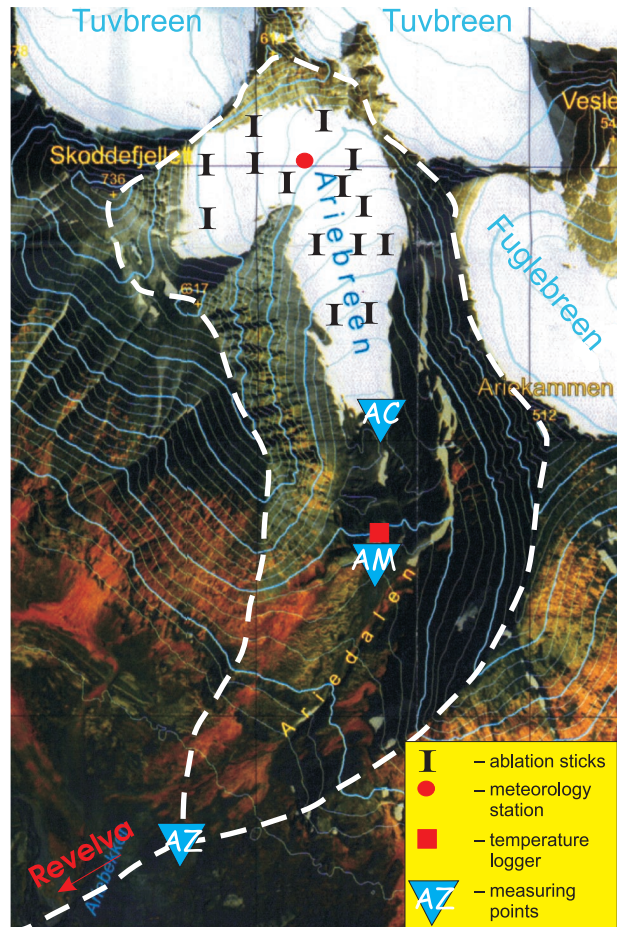 Tuvbreen
Tuvbreen
Vesle
Skoddefjellet
736
617
Ariebreen
Fuglebreen
Ariekammen
512
AC
AM
Ariedalen
AZ
Revelva
I – ablation sticks
– meteorology
station
– temperature
logger
AZ – measuring
points